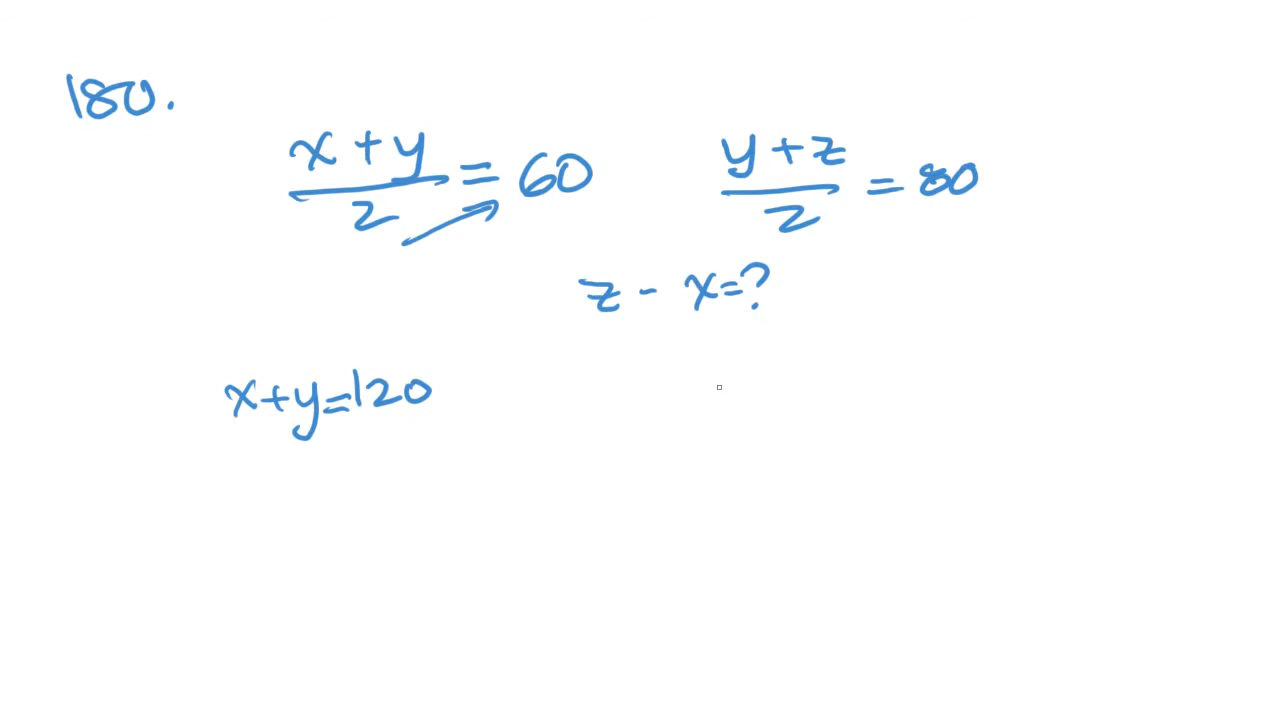 180.
x + y / 2 = 60    y + z / 2 = 80
z - x = ?
x + y = 120